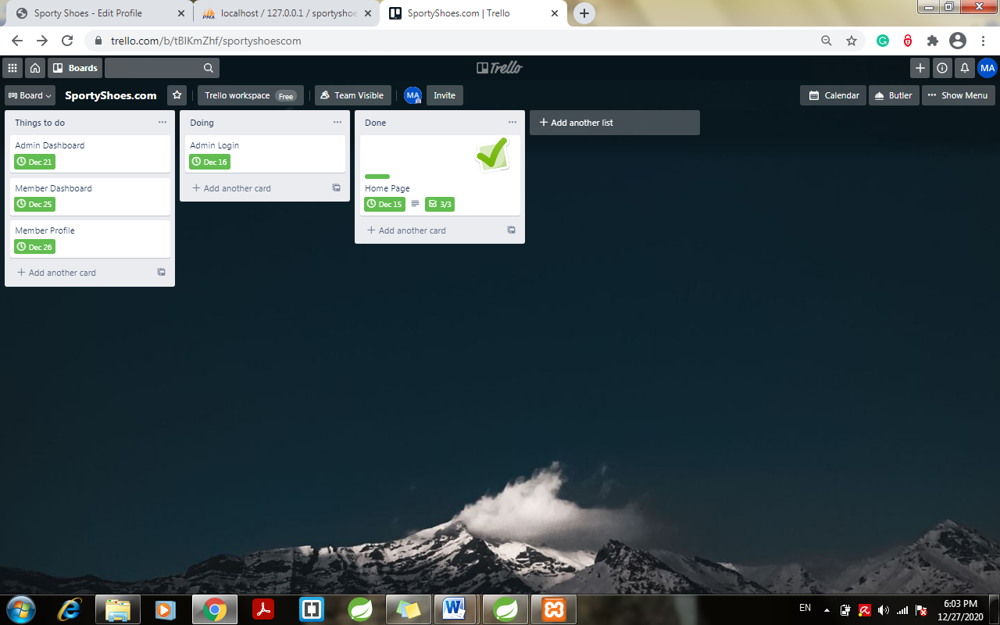 Sporty Shoes - Edit Profile
localhost / 127.0.0.1 / sportysho
SportyShoes.com | Trello
trello.com/b/tBlKmZhf/sportyshoescom
Boards
Trello
MA
Board
SportyShoes.com
Trello workspace Free
Team Visible
MA
Invite
Calendar
Butler
Show Menu
Things to do
Admin Dashboard
Dec 21
Member Dashboard
Dec 25
Member Profile
Dec 26
+ Add another card
Doing
Admin Login
Dec 16
+ Add another card
Done
Home Page
Dec 15
3/3
+ Add another card
+ Add another list
EN
6:03 PM
12/27/2020